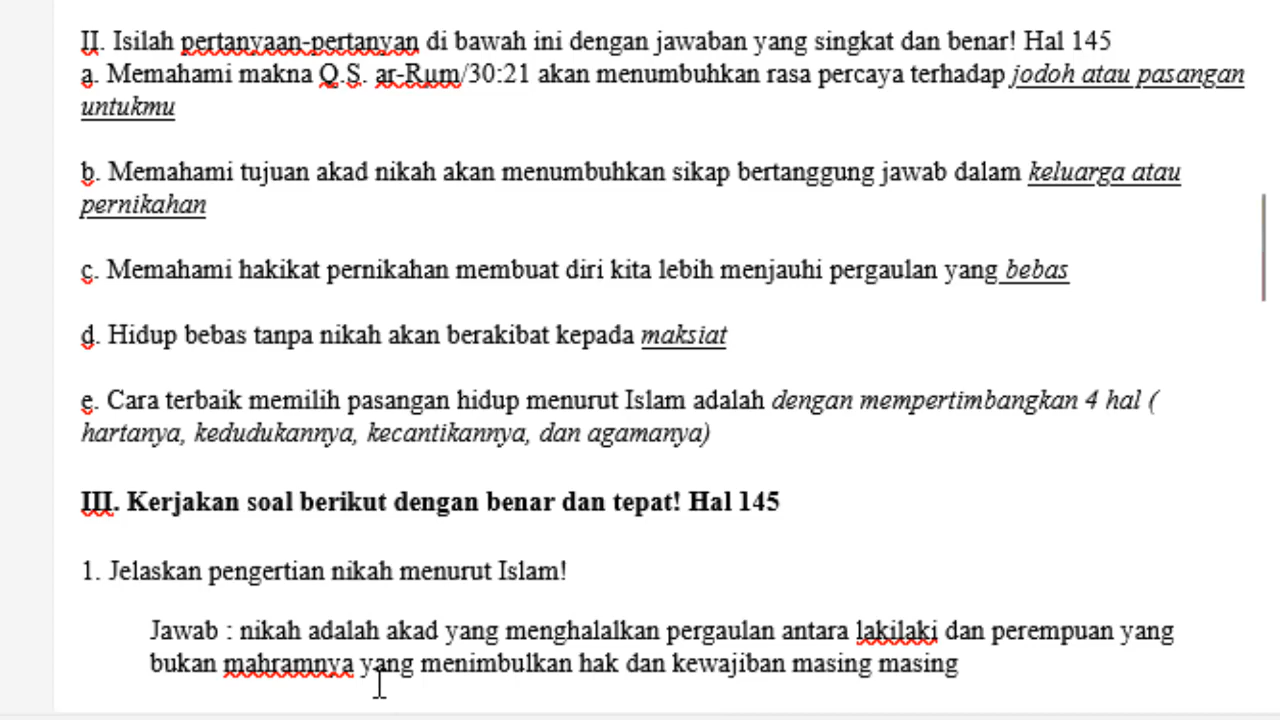 II. Isilah pertanyaan-pertanyan di bawah ini dengan jawaban yang singkat dan benar! Hal 145
a. Memahami makna Q.S. ar-Rum/30:21 akan menumbuhkan rasa percaya terhadap jodoh atau pasangan
untukmu
b. Memahami tujuan akad nikah akan menumbuhkan sikap bertanggung jawab dalam keluarga atau
pernikahan
c. Memahami hakikat pernikahan membuat diri kita lebih menjauhi pergaulan yang bebas
d. Hidup bebas tanpa nikah akan berakibat kepada maksiat
e. Cara terbaik memilih pasangan hidup menurut Islam adalah dengan mempertimbangkan 4 hal (
hartanya, kedudukannya, kecantikannya, dan agamanya)
III. Kerjakan soal berikut dengan benar dan tepat! Hal 145
1. Jelaskan pengertian nikah menurut Islam!
Jawab : nikah adalah akad yang menghalalkan pergaulan antara lakilaki dan perempuan yang
bukan mahramnya yang menimbulkan hak dan kewajiban masing masing